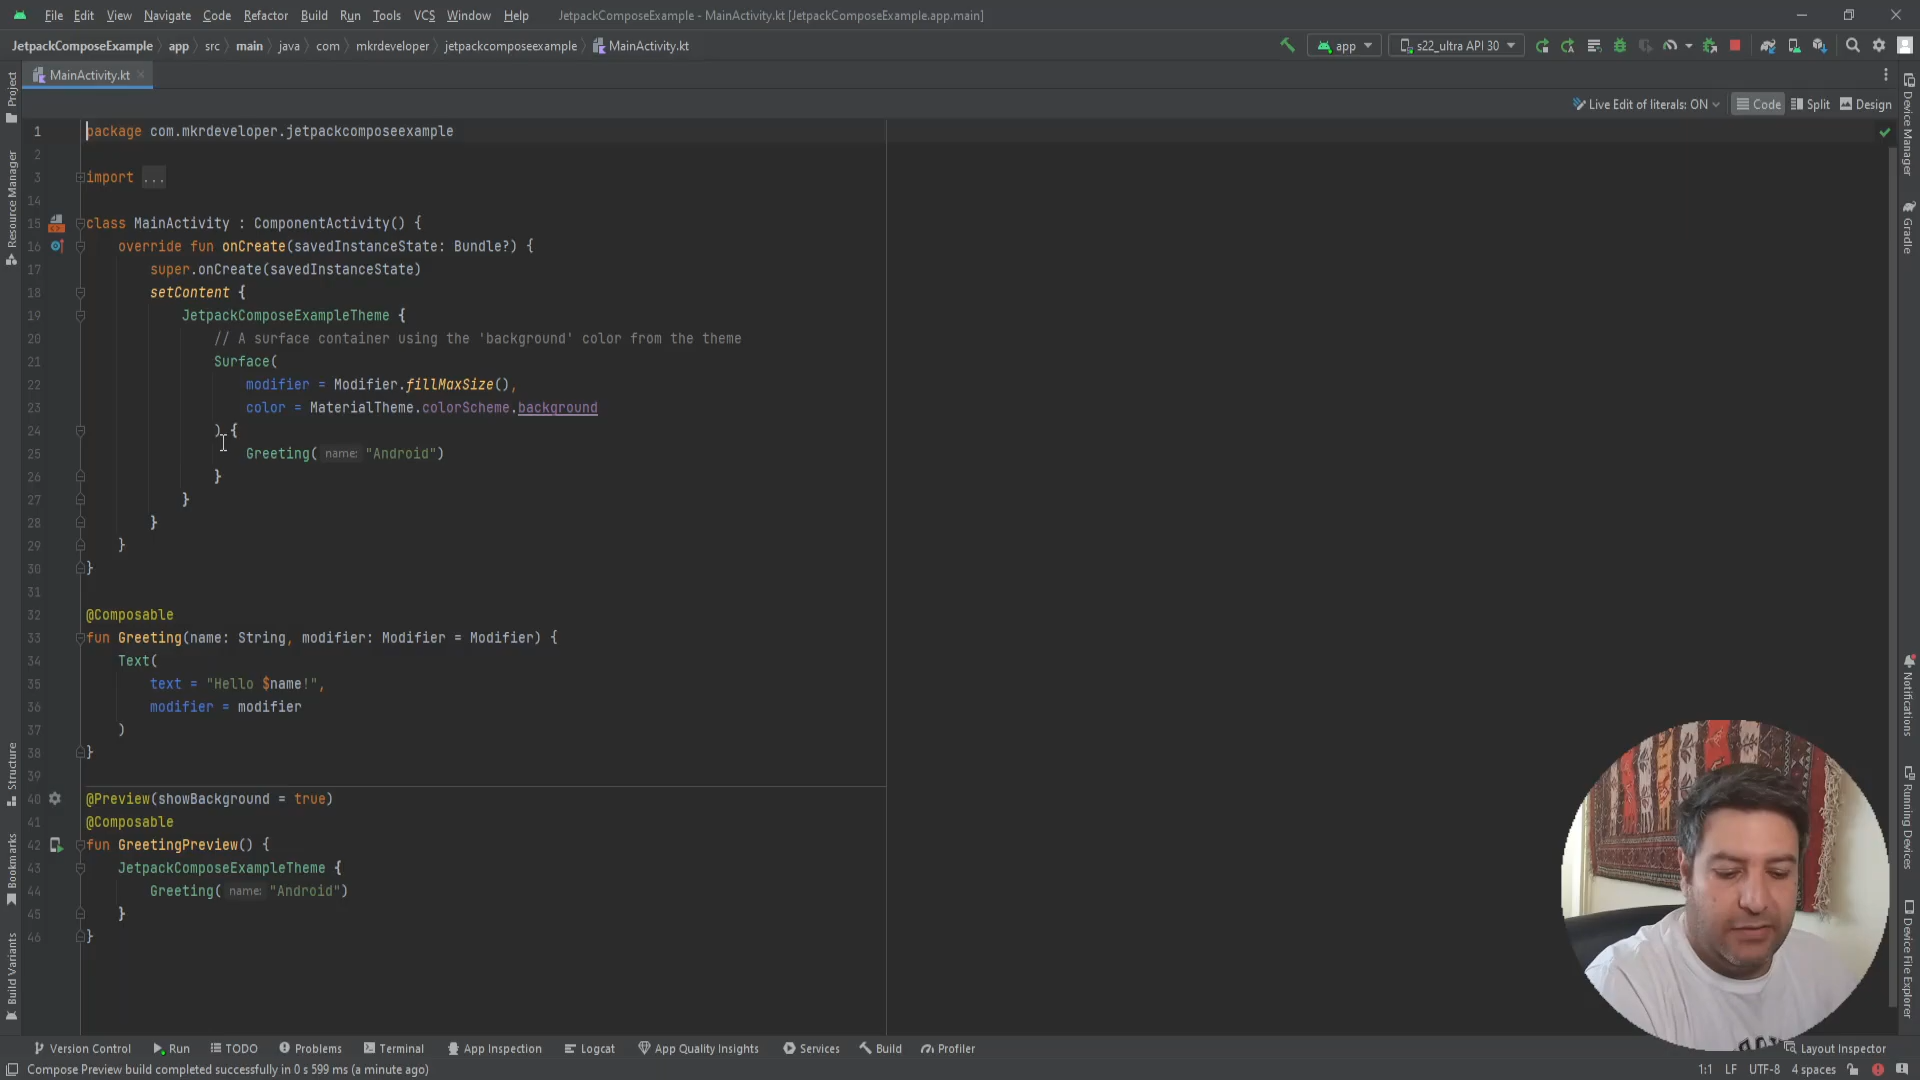 File Edit View Navigate Code Refactor Build Run Tools VCS Window Help JetpackComposeExample - MainActivity.kt [JetpackComposeExample.app.main]
JetpackComposeExample app src main java com mkrdeveloper jetpackcomposeexample MainActivity.kt app s22_ultra API 30
MainActivity.kt
Live Edit of literals: ON Code Split Design
1 package com.mkrdeveloper.jetpackcomposeexample
2
3 import ...
14
15 class MainActivity : ComponentActivity() {
16 override fun onCreate(savedInstanceState: Bundle?) {
17 super.onCreate(savedInstanceState)
18 setContent {
19 JetpackComposeExampleTheme {
20 // A surface container using the 'background' color from the theme
21 Surface(
22 modifier = Modifier.fillMaxSize(),
23 color = MaterialTheme.colorScheme.background
24 ) {
25 Greeting( name: "Android")
26 }
27 }
28 }
29 }
30 }
31
32 @Composable
33 fun Greeting(name: String, modifier: Modifier = Modifier) {
34 Text(
35 text = "Hello $name!",
36 modifier = modifier
37 )
38 }
39
40 @Preview(showBackground = true)
41 @Composable
42 fun GreetingPreview() {
43 JetpackComposeExampleTheme {
44 Greeting( name: "Android")
45 }
46 }
Project
Resource Manager
Structure
Bookmarks
Build Variants
Device Manager
Gradle
Notifications
Running Devices
Device File Explorer
Version Control Run TODO Problems Terminal App Inspection Logcat App Quality Insights Services Build Profiler Layout Inspector
Compose Preview build completed successfully in 0 s 599 ms (a minute ago) 1:1 LF UTF-8 4 spaces